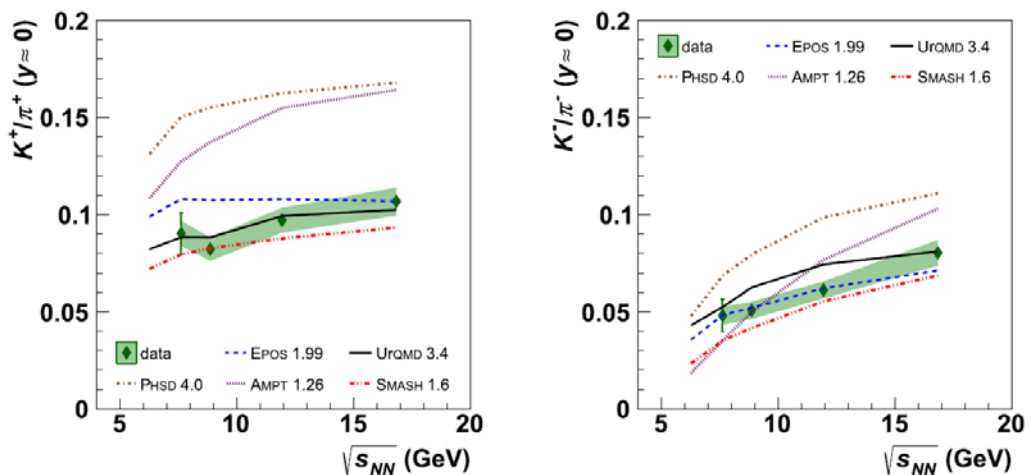 K⁺/π⁺ (y≈ 0)
0.2
0.15
0.1
0.05
0
data
EPOS 1.99
URQMD 3.4
PHSD 4.0
AMPT 1.26
SMASH 1.6
5
10
15
20
√s_NN (GeV)
K⁻/π⁻ (y≈ 0)
0.2
0.15
0.1
0.05
0
data
EPOS 1.99
URQMD 3.4
PHSD 4.0
AMPT 1.26
SMASH 1.6
5
10
15
20
√s_NN (GeV)